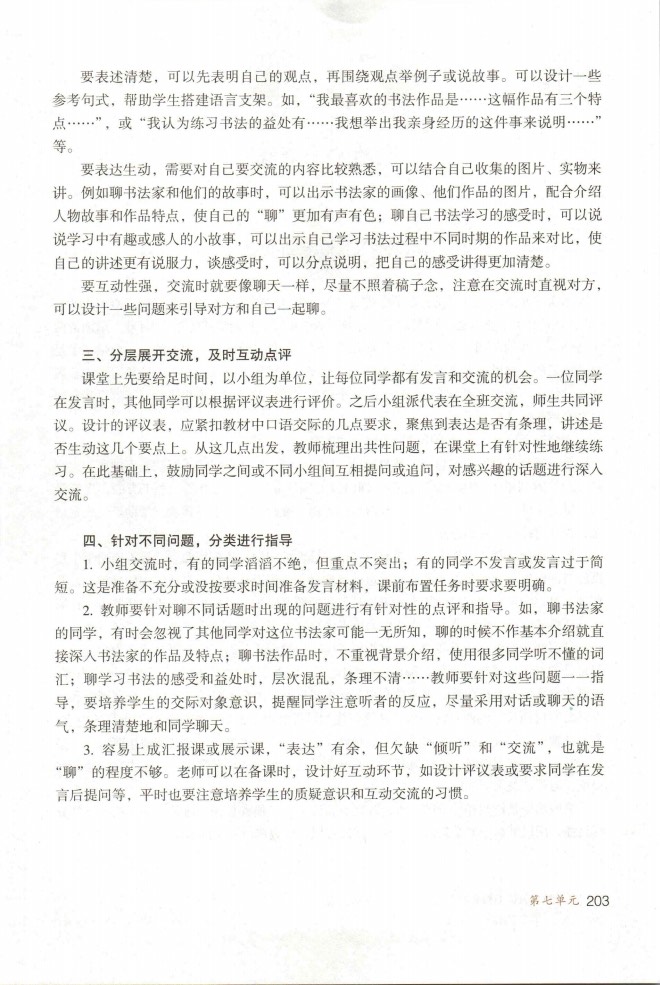 要表述清楚，可以先表明自己的观点，再围绕观点举例子或说故事。可以设计一些
参考句式，帮助学生搭建语言支架。如，“我最喜欢的书法作品是……这幅作品有三个特
点……”，或“我认为练习书法的益处有……我想举出我亲身经历的这件事来说明……”
等。
要表达生动，需要对自己要交流的内容比较熟悉，可以结合自己收集的图片、实物来
讲。例如聊书法家和他们的故事时，可以出示书法家的画像、他们作品的图片，配合介绍
人物故事和作品特点，使自己的“聊”更加有声有色；聊自己书法学习的感受时，可以说
说学习中有趣或感人的小故事，可以出示自己学习书法过程中不同时期的作品来对比，使
自己的讲述更有说服力，谈感受时，可以分点说明，把自己的感受讲得更加清楚。
要互动性强，交流时就要像聊天一样，尽量不照着稿子念，注意在交流时直视对方，
可以设计一些问题来引导对方和自己一起聊。
三、分层展开交流，及时互动点评
课堂上先要给足时间，以小组为单位，让每位同学都有发言和交流的机会。一位同学
在发言时，其他同学可以根据评议表进行评价。之后小组派代表在全班交流，师生共同评
议。设计的评议表，应紧扣教材中口语交际的几点要求，聚焦到表达是否有条理，讲述是
否生动这几个要点上。从这几点出发，教师梳理出共性问题，在课堂上有针对性地继续练
习。在此基础上，鼓励同学之间或不同小组间互相提问或追问，对感兴趣的话题进行深入
交流。
四、针对不同问题，分类进行指导
1. 小组交流时，有的同学滔滔不绝，但重点不突出；有的同学不发言或发言过于简
短。这是准备不充分或没按要求时间准备发言材料，课前布置任务时要求要明确。
2. 教师要针对聊不同话题时出现的问题进行有针对性的点评和指导。如，聊书法家
的同学，有时会忽视了其他同学对这位书法家可能一无所知，聊的时候不作基本介绍就直
接深入书法家的作品及特点；聊书法作品时，不重视背景介绍，使用很多同学听不懂的词
汇；聊学习书法的感受和益处时，层次混乱，条理不清……教师要针对这些问题一一指
导，要培养学生的交际对象意识，提醒同学注意听者的反应，尽量采用对话或聊天的语
气，条理清楚地和同学聊天。
3. 容易上成汇报课或展示课，“表达”有余，但欠缺“倾听”和“交流”，也就是
“聊”的程度不够。老师可以在备课时，设计好互动环节，如设计评议表或要求同学在发
言后提问等，平时也要注意培养学生的质疑意识和互动交流的习惯。
第七单元 203